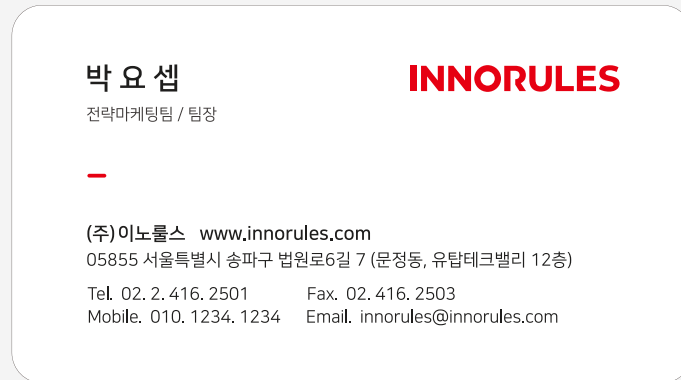 박요셉
INNORULES
전략마케팅팀 / 팀장
(주)이노룰스 www.innorules.com
05855 서울특별시 송파구 법원로6길 7 (문정동, 유탑테크밸리 12층)
Tel. 02. 2. 416. 2501 Fax. 02. 416. 2503
Mobile. 010. 1234. 1234 Email. innorules@innorules.com